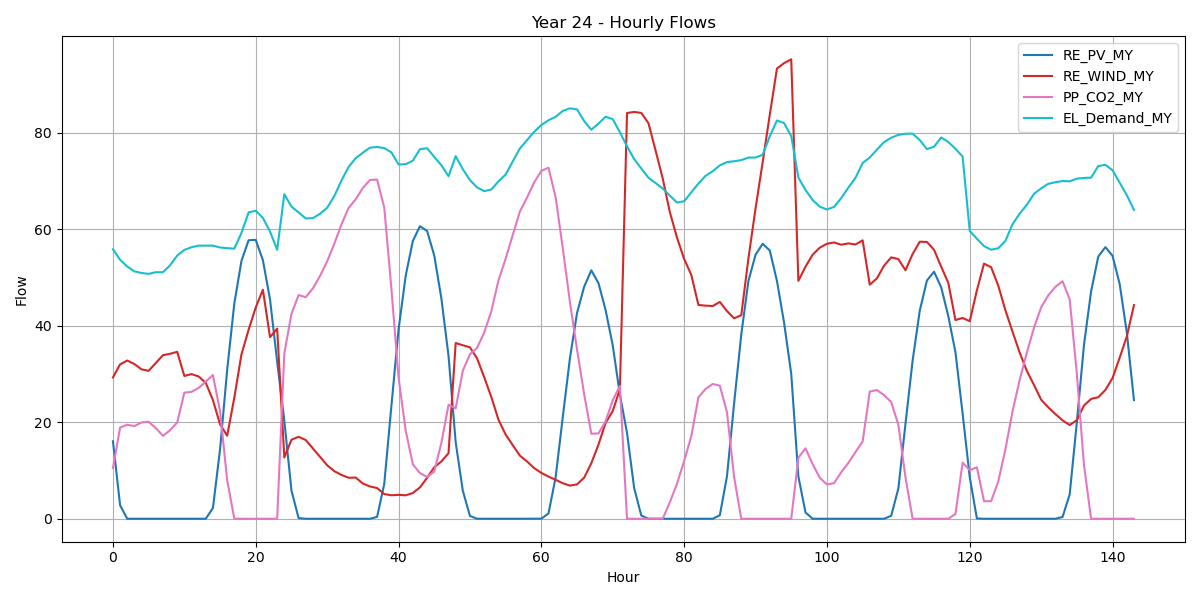 Year 24 - Hourly Flows
RE_PV_MY
RE_WIND_MY
PP_CO2_MY
EL_Demand_MY
Flow
80
60
40
20
0
0 20 40 60 80 100 120 140
Hour